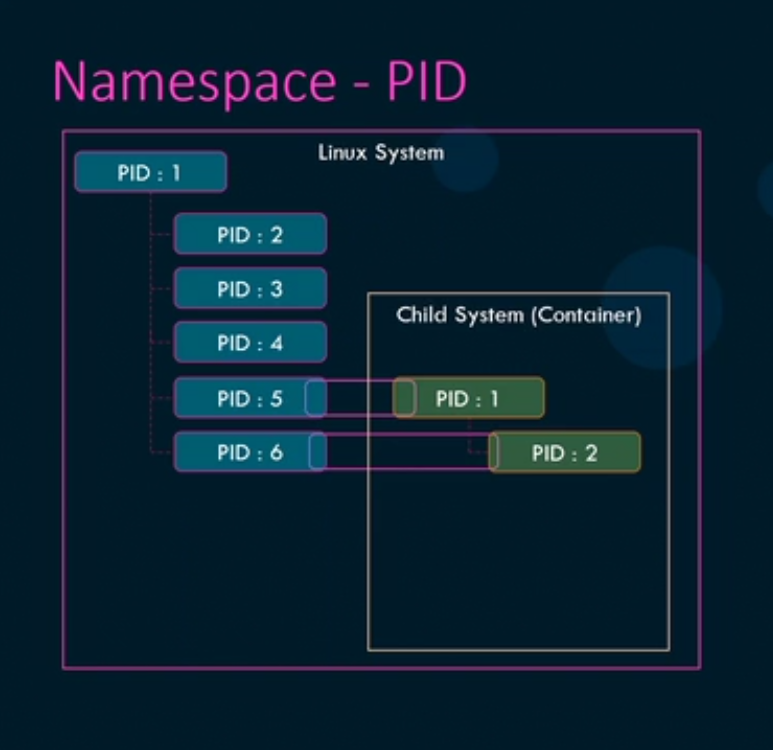 Namespace - PID
Linux System
PID : 1
PID : 2
PID : 3
PID : 4
Child System (Container)
PID : 5
PID : 1
PID : 6
PID : 2